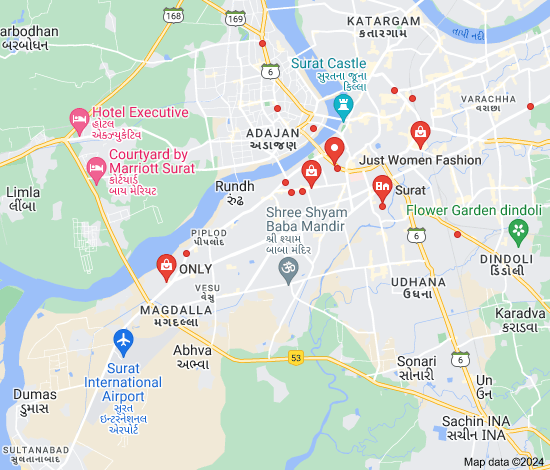 168
169
KATARGAM
કતારગામ
તાપી નદી
arbodhan
બરબોધન
6
Surat Castle
સુરતના જૂના
કિલ્લા
VARACHHA
વરાછા
Hotel Executive
હોટલ
એક્ઝ્યુકેટિવ
ADAJAN
અડાજણ
Just Women Fashion
Courtyard by
Marriott Surat
કોર્ટયાર્ડ
બાય મેરિયટ
Limla
લીંબા
Rundh
રુંઢ
Surat
Shree Shyam
Baba Mandir
શ્રી શ્યામ
બાબા મંદિર
Flower Garden dindoli
PIPLOD
પીપલોદ
6
DINDOLI
ડિંડોલી
ONLY
VESU
વેસુ
UDHANA
ઉધના
MAGDALLA
મગદલ્લા
Karadva
કરાડવા
Abhva
અભ્વા
53
Sonari
સોનારી
6
Surat
International
Airport
સુરત
ઇન્ટરનેશનલ
એરપોર્ટ
Un
ઉન
Dumas
ડુમાસ
Sachin INA
સચીન INA
SULTANABAD
સુલતાનાબાદ
Map data ©2024